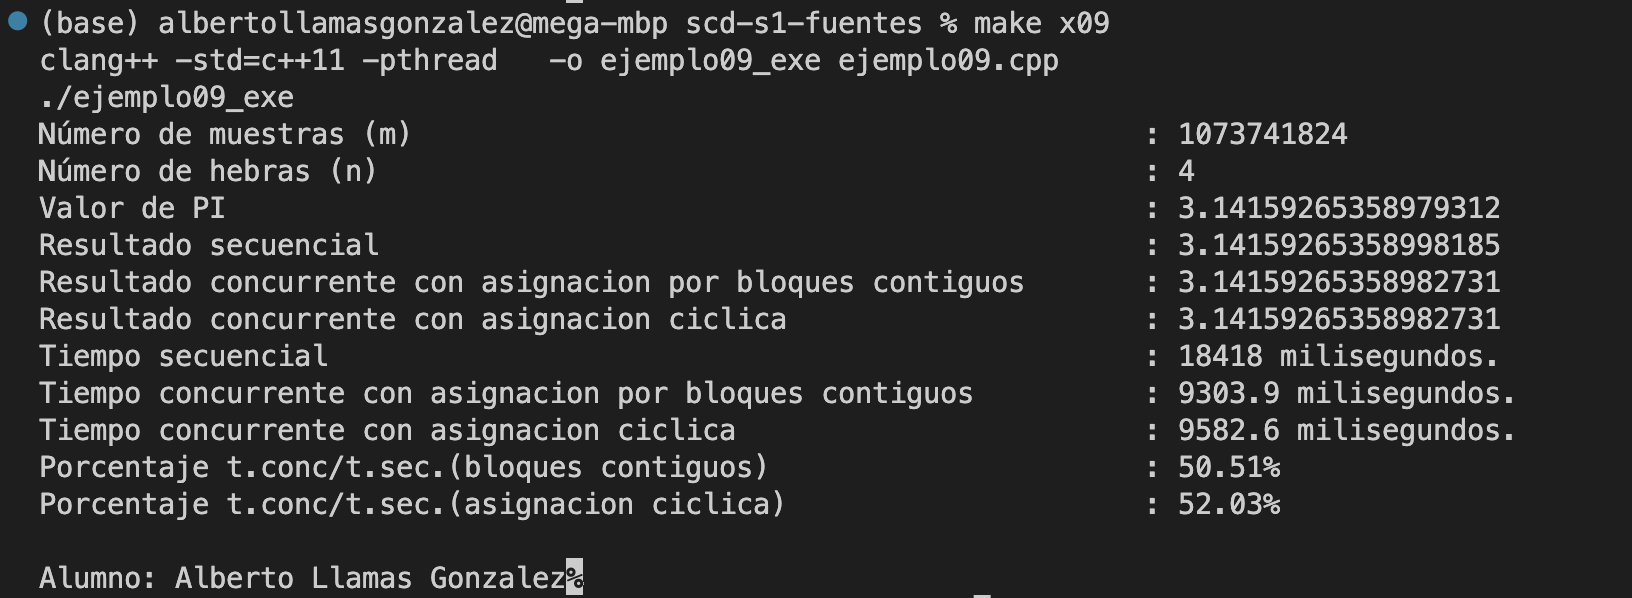 (base) albertollamasgonzalez@mega-mbp scd-s1-fuentes % make x09
clang++ -std=c++11 -pthread   -o ejemplo09_exe ejemplo09.cpp
./ejemplo09_exe
Número de muestras (m) : 1073741824
Número de hebras (n) : 4
Valor de PI : 3.14159265358979312
Resultado secuencial : 3.14159265358998185
Resultado concurrente con asignacion por bloques contiguos : 3.14159265358982731
Resultado concurrente con asignacion ciclica : 3.14159265358982731
Tiempo secuencial : 18418 milisegundos.
Tiempo concurrente con asignacion por bloques contiguos : 9303.9 milisegundos.
Tiempo concurrente con asignacion ciclica : 9582.6 milisegundos.
Porcentaje t.conc/t.sec.(bloques contiguos) : 50.51%
Porcentaje t.conc/t.sec.(asignacion ciclica) : 52.03%
Alumno: Alberto Llamas Gonzalez%